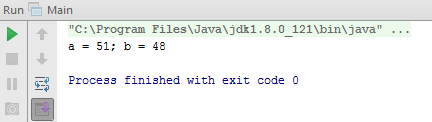 Run Main
"C:\Program Files\Java\jdk1.8.0_121\bin\java" ...
a = 51; b = 48
Process finished with exit code 0